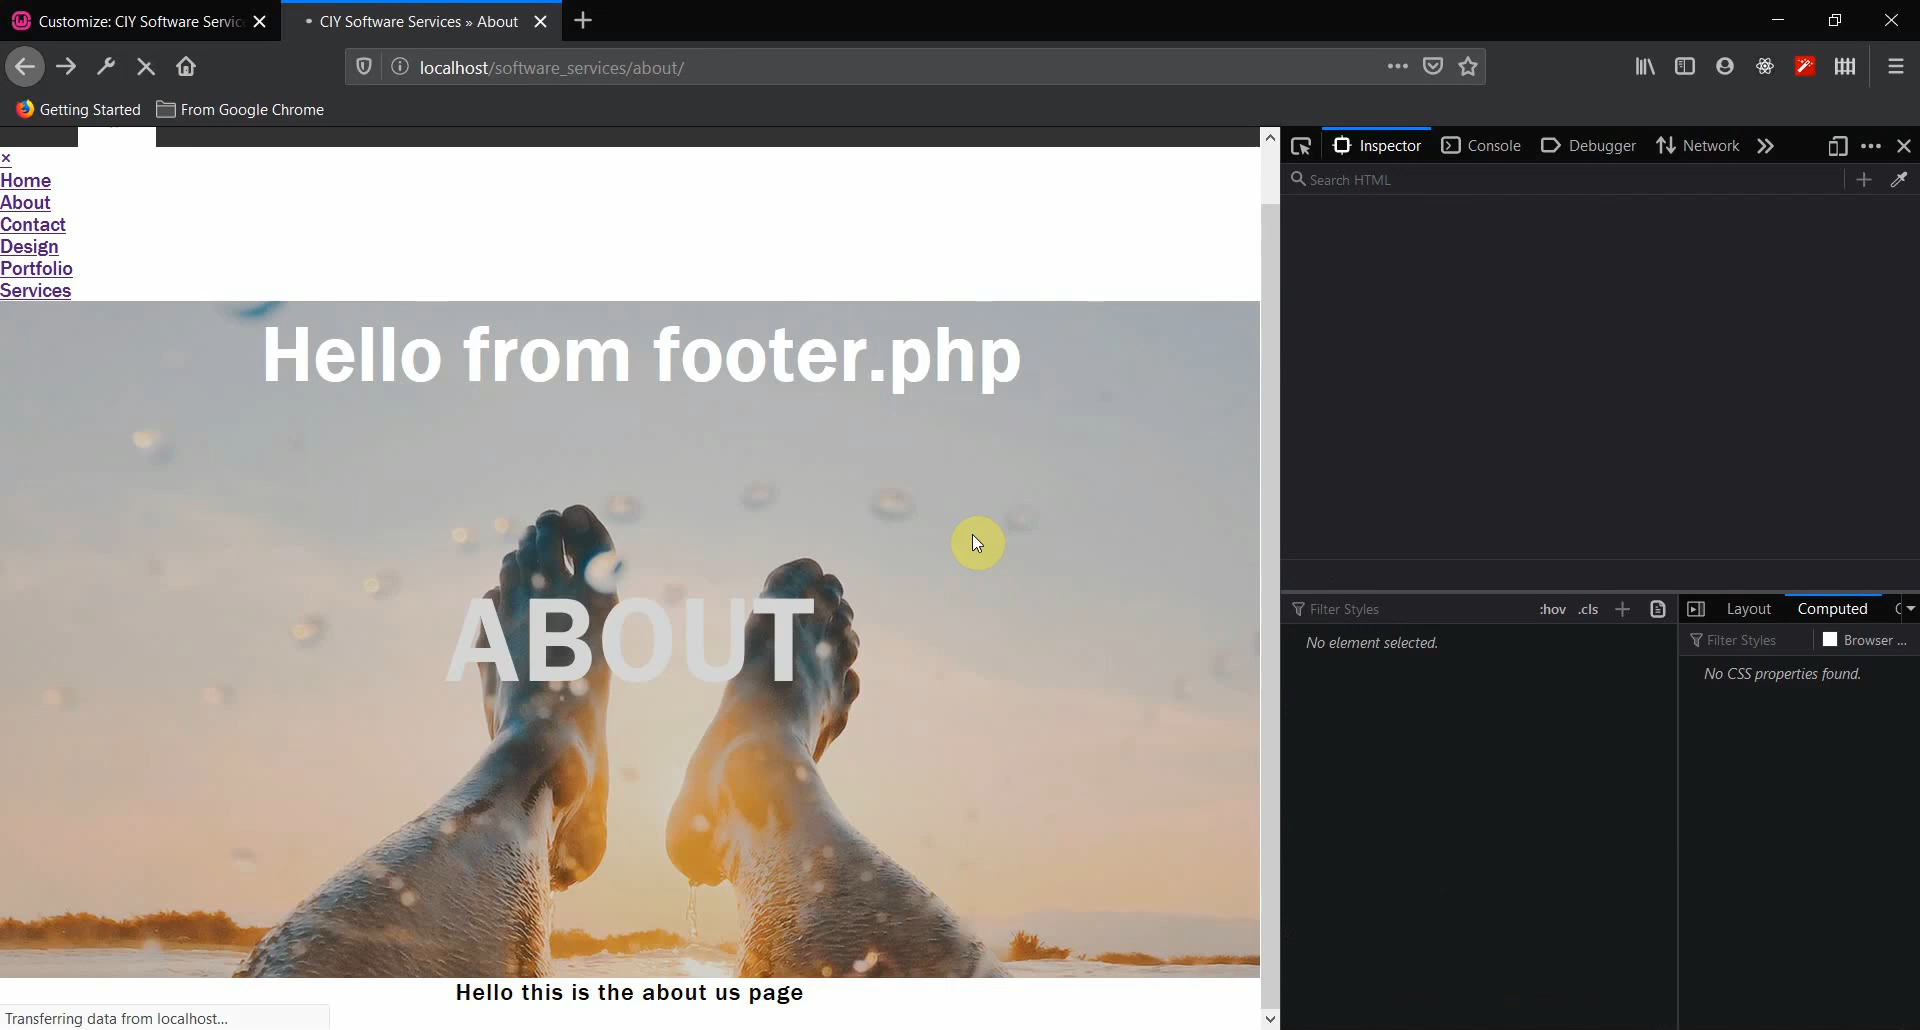 Customize: CIY Software Servic
CIY Software Services » About
localhost/software_services/about/
Getting Started
From Google Chrome
×
Home
About
Contact
Design
Portfolio
Services
Hello from footer.php
ABOUT
Hello this is the about us page
Transferring data from localhost...
Inspector
Console
Debugger
Network
Search HTML
Filter Styles
:hov .cls
No element selected.
Layout
Computed
Filter Styles
Browser ...
No CSS properties found.